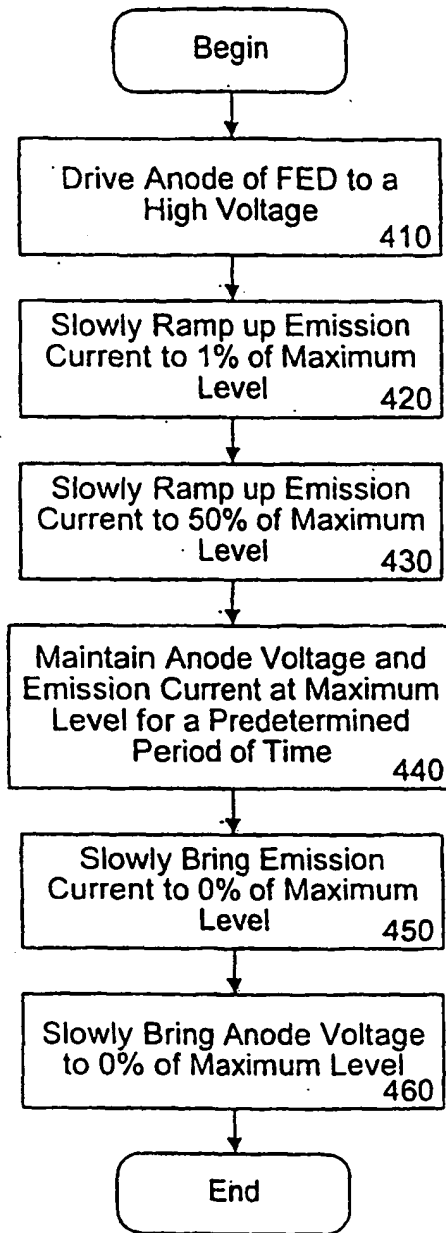 Begin
Drive Anode of FED to a
High Voltage
410
Slowly Ramp up Emission
Current to 1% of Maximum
Level
420
Slowly Ramp up Emission
Current to 50% of Maximum
Level
430
Maintain Anode Voltage and
Emission Current at Maximum
Level for a Predetermined
Period of Time
440
Slowly Bring Emission
Current to 0% of Maximum
Level
450
Slowly Bring Anode Voltage
to 0% of Maximum Level
460
End